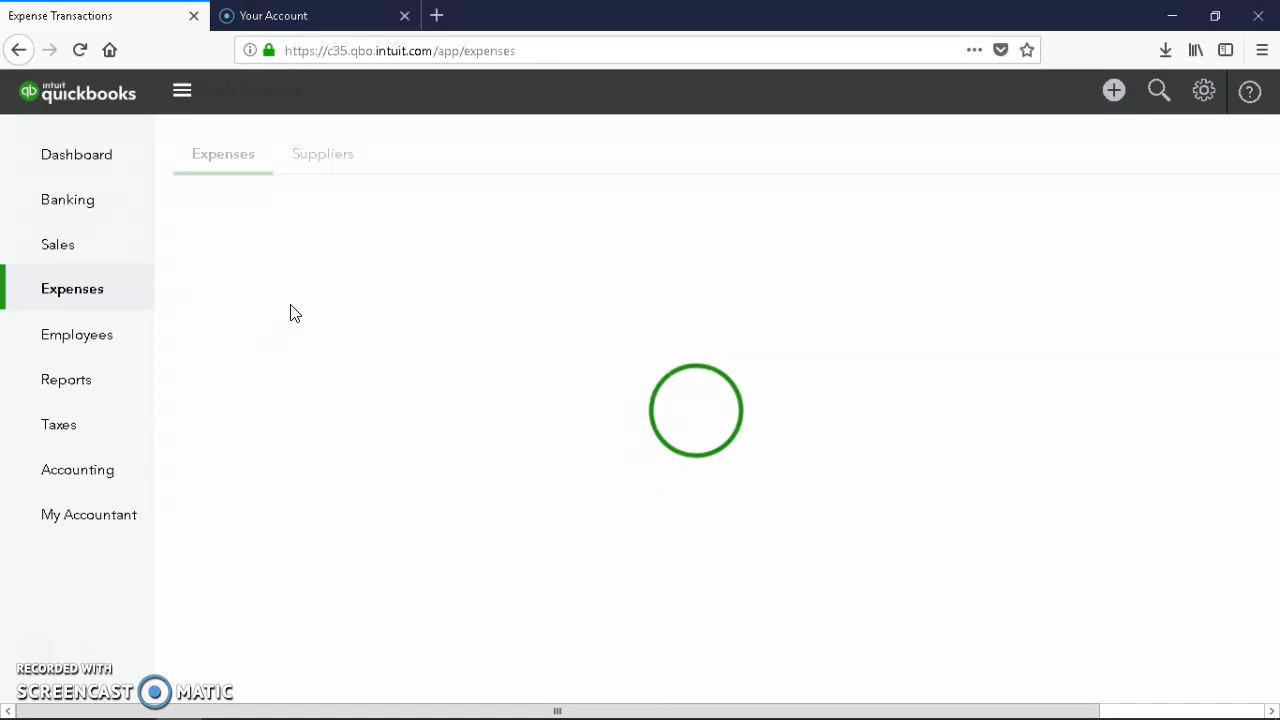 Expense Transactions
Your Account
https://c35.qbo.intuit.com/app/expenses
intuit
qb quickbooks
Expenses
Suppliers
Dashboard
Banking
Sales
Expenses
Employees
Reports
Taxes
Accounting
My Accountant
RECORDED WITH
SCREENCAST MATIC